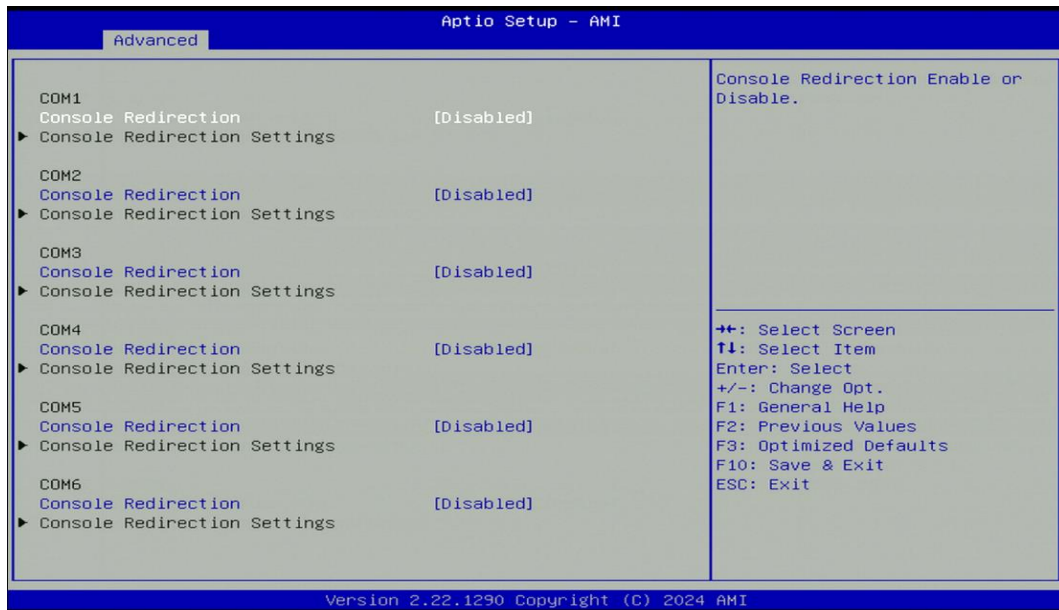 Aptio Setup – AMI
Advanced
COM1
Console Redirection [Disabled]
▶ Console Redirection Settings
COM2
Console Redirection [Disabled]
▶ Console Redirection Settings
COM3
Console Redirection [Disabled]
▶ Console Redirection Settings
COM4
Console Redirection [Disabled]
▶ Console Redirection Settings
COM5
Console Redirection [Disabled]
▶ Console Redirection Settings
COM6
Console Redirection [Disabled]
▶ Console Redirection Settings
Console Redirection Enable or
Disable.
→←: Select Screen
↑↓: Select Item
Enter: Select
+/-: Change Opt.
F1: General Help
F2: Previous Values
F3: Optimized Defaults
F10: Save & Exit
ESC: Exit
Version 2.22.1290 Copyright (C) 2024 AMI